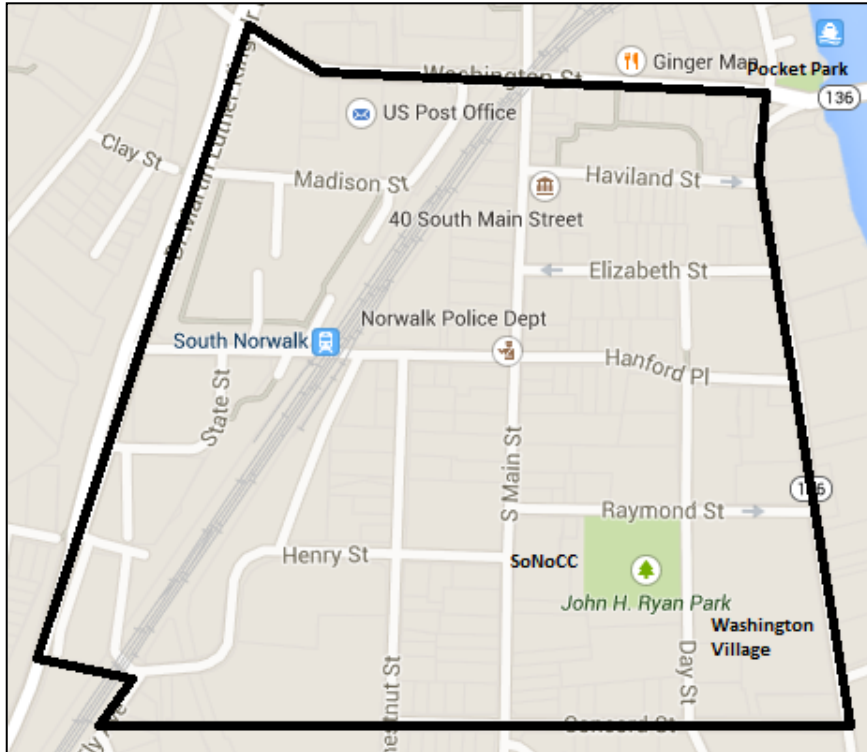 Ginger Man
Pocket Park
Washington St
136
US Post Office
Clay St
Madison St
Haviland St
40 South Main Street
Elizabeth St
Norwalk Police Dept
South Norwalk
Hanford Pl
State St
S Main St
Raymond St
Henry St
SoNoCC
John H. Ryan Park
Washington
Village
Day St
Concord St